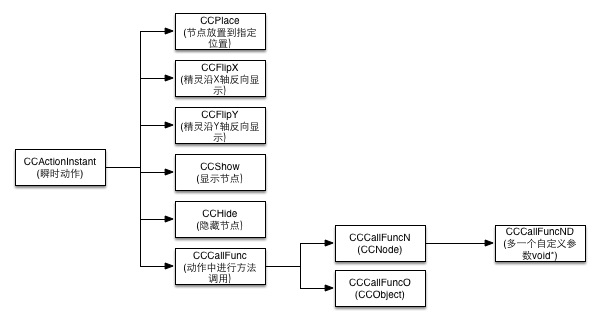 CCPlace
(节点放置到指定
位置)
CCFlipX
(精灵沿X轴反向显
示)
CCFlipY
(精灵沿Y轴反向显
示)
CCActionInstant
(瞬时动作)
CCShow
(显示节点)
CCHide
(隐藏节点)
CCCallFunc
(动作中进行方法
调用)
CCCallFuncN
(CCNode)
CCCallFuncND
(多一个自定义参
数void*)
CCCallFuncO
(CCObject)